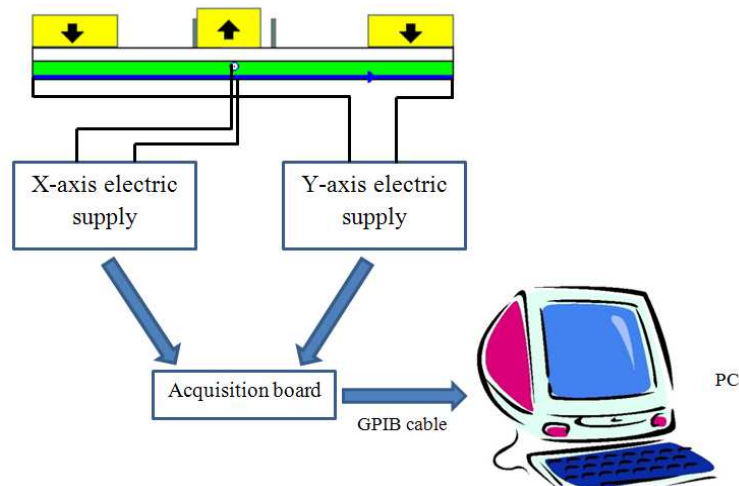 X-axis electric
supply
Y-axis electric
supply
Acquisition board
GPIB cable
PC